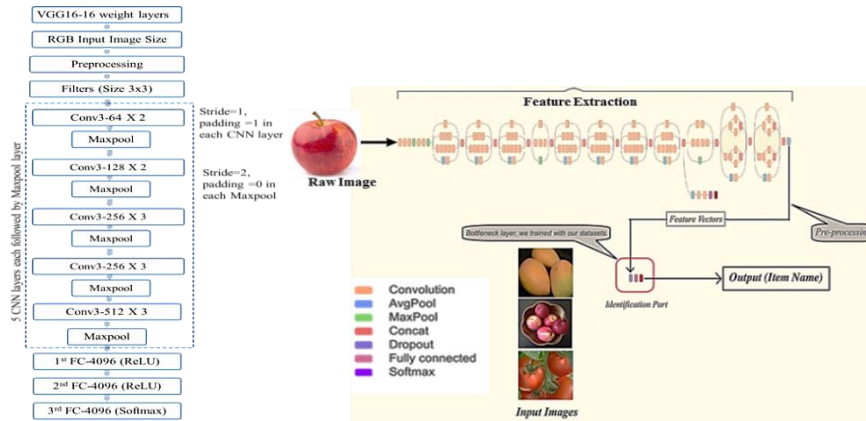 VGG16-16 weight layers
RGB Input Image Size
Preprocessing
Filters (Size 3x3)
5 CNN layers each followed by Maxpool layer
Conv3-64 X 2
Maxpool
Conv3-128 X 2
Maxpool
Conv3-256 X 3
Maxpool
Conv3-256 X 3
Maxpool
Conv3-512 X 3
Maxpool
1st FC-4096 (ReLU)
2nd FC-4096 (ReLU)
3rd FC-4096 (Softmax)
Stride=1,
padding =1 in
each CNN layer
Stride=2,
padding =0 in
each Maxpool
Raw Image
Feature Extraction
Feature Vectors
Pre-processing
Bottleneck layer, we trained with our datasets.
Identification Part
Output (Item Name)
Convolution
AvgPool
MaxPool
Concat
Dropout
Fully connected
Softmax
Input Images